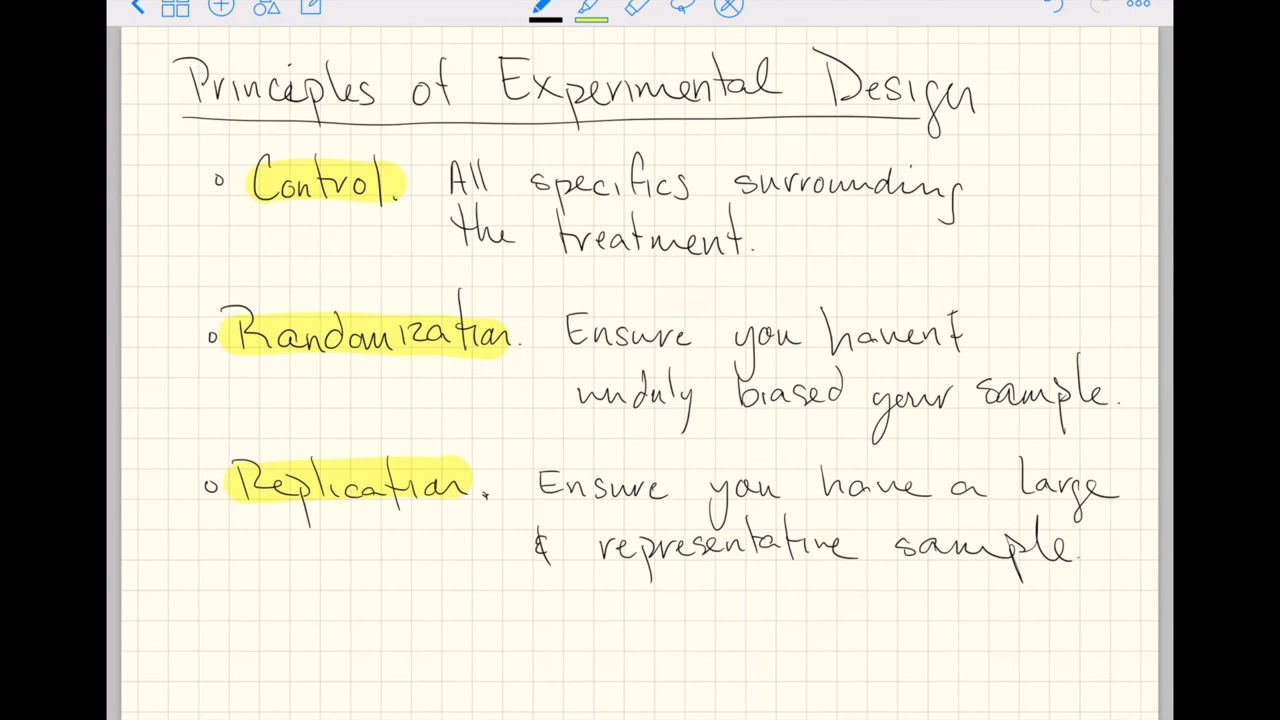 Principles of Experimental Design
Control. All specifics surrounding
the treatment.
Randomization. Ensure you havent
unduly biased your sample.
Replication. Ensure you have a large
& representative sample.